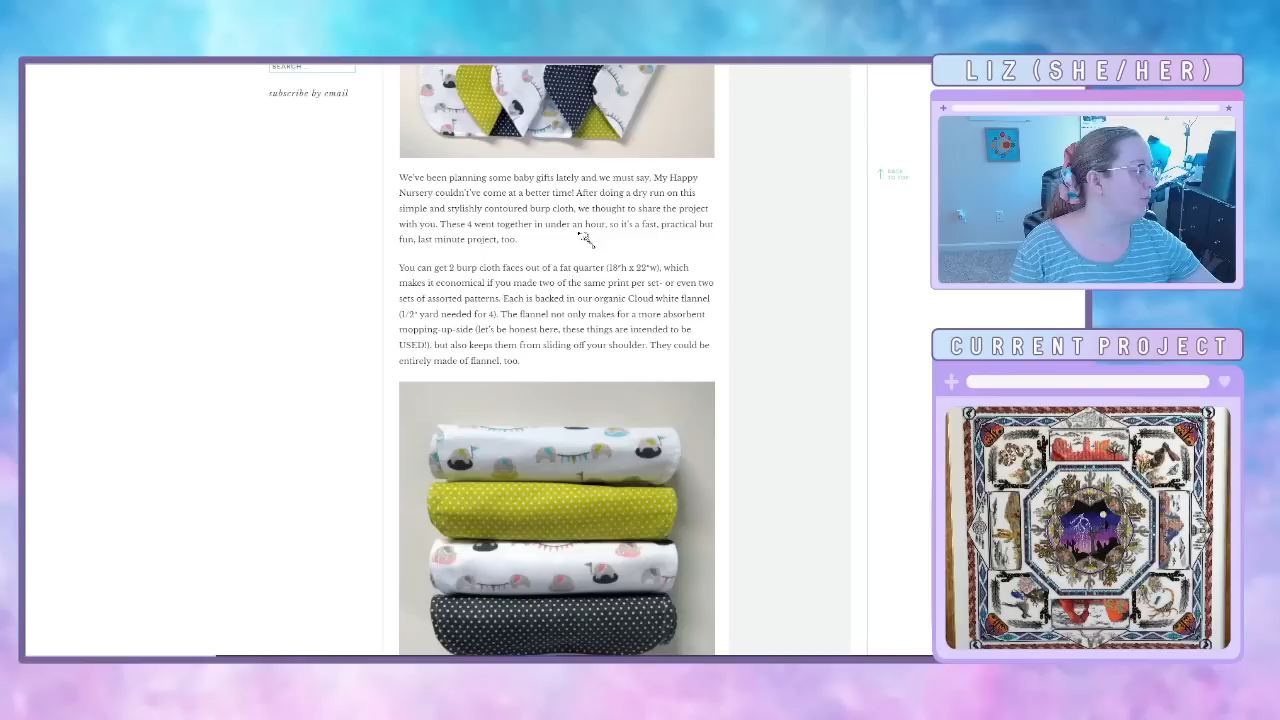 LIZ (SHE/HER)
SEARCH ...
subscribe by email
We've been planning some baby gifts lately and we must say, My Happy
Nursery couldn't've come at a better time! After doing a dry run on this
simple and stylishly contoured burp cloth, we thought to share the project
with you. These 4 went together in under an hour, so it's a fast, practical but
fun, last minute project, too.
You can get 2 burp cloth faces out of a fat quarter (18"h x 22"w), which
makes it economical if you made two of the same print per set- or even two
sets of assorted patterns. Each is backed in our organic Cloud white flannel
(1/2" yard needed for 4). The flannel not only makes for a more absorbent
mopping-up-side (let's be honest here, these things are intended to be
USED!), but also keeps them from sliding off your shoulder. They could be
entirely made of flannel, too.
BACK
TO TOP
CURRENT PROJECT